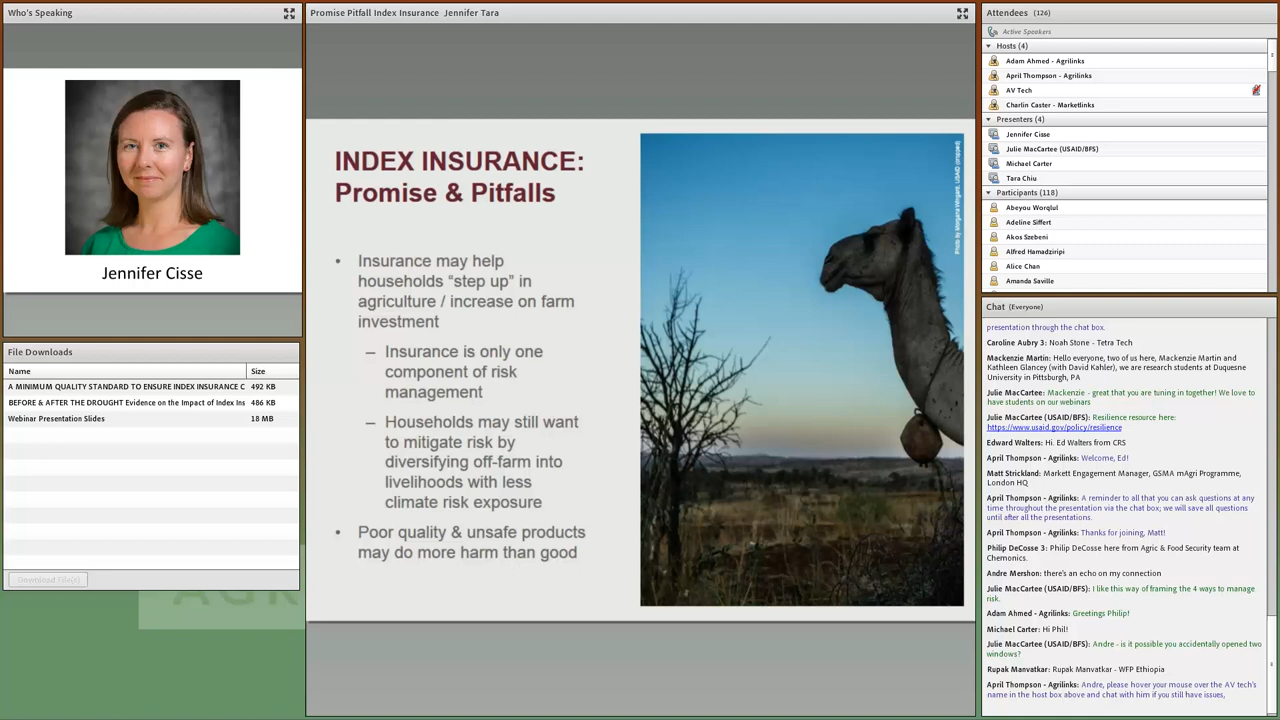 Who's Speaking
Jennifer Cisse
File Downloads
Name Size
A MINIMUM QUALITY STANDARD TO ENSURE INDEX INSURANCE C 492 KB
BEFORE & AFTER THE DROUGHT Evidence on the Impact of Index Ins 486 KB
Webinar Presentation Slides 18 MB
Download File(s)
Promise Pitfall Index Insurance Jennifer Tara
INDEX INSURANCE:
Promise & Pitfalls
• Insurance may help
households “step up” in
agriculture / increase on farm
investment
– Insurance is only one
component of risk
management
– Households may still want
to mitigate risk by
diversifying off-farm into
livelihoods with less
climate risk exposure
• Poor quality & unsafe products
may do more harm than good
Photo by Morgana Wingard, USAID (cropped)
Attendees (126)
Active Speakers
Hosts (4)
Adam Ahmed - Agrilinks
April Thompson - Agrilinks
AV Tech
Charlin Caster - Marketlinks
Presenters (4)
Jennifer Cisse
Julie MacCartee (USAID/BFS)
Michael Carter
Tara Chiu
Participants (118)
Abeyou Worqlul
Adeline Siffert
Akos Szebeni
Alfred Hamadziripi
Alice Chan
Amanda Saville
Chat (Everyone)
presentation through the chat box.
Caroline Aubry 3: Noah Stone - Tetra Tech
Mackenzie Martin: Hello everyone, two of us here, Mackenzie Martin and
Kathleen Glancey (with David Kahler), we are research students at Duquesne
University in Pittsburgh, PA
Julie MacCartee: Mackenzie - great that you are tuning in together! We love to
have students on our webinars
Julie MacCartee (USAID/BFS): Resilience resource here:
https://www.usaid.gov/policy/resilience
Edward Walters: Hi. Ed Walters from CRS
April Thompson - Agrilinks: Welcome, Ed!
Matt Strickland: Markett Engagement Manager, GSMA mAgri Programme,
London HQ
April Thompson - Agrilinks: A reminder to all that you can ask questions at any
time throughout the presentation via the chat box; we will save all questions
until after all the presentations.
April Thompson - Agrilinks: Thanks for joining, Matt!
Philip DeCosse 3: Philip DeCosse here from Agric & Food Security team at
Chemonics.
Andre Mershon: there's an echo on my connection
Julie MacCartee (USAID/BFS): I like this way of framing the 4 ways to manage
risk.
Adam Ahmed - Agrilinks: Greetings Philip!
Michael Carter: Hi Phil!
Julie MacCartee (USAID/BFS): Andre - is it possible you accidentally opened two
windows?
Rupak Manvatkar: Rupak Manvatkar - WFP Ethiopia
April Thompson - Agrilinks: Andre, please hover your mouse over the AV tech's
name in the host box above and chat with him if you still have issues,